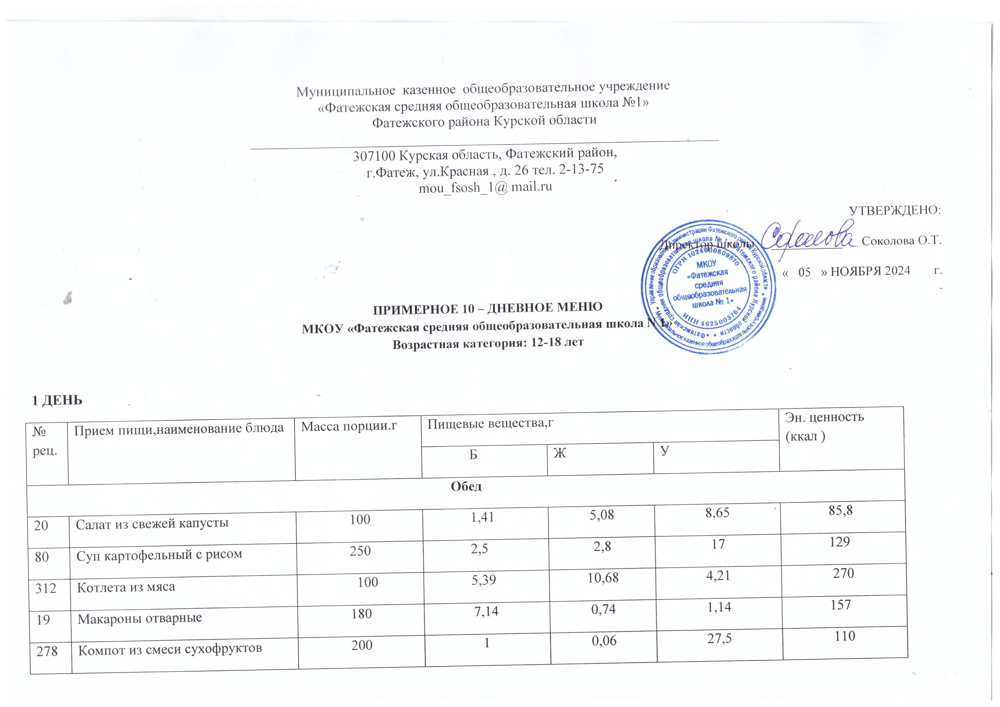 Муниципальное казенное общеобразовательное учреждение
«Фатежская средняя общеобразовательная школа №1»
Фатежского района Курской области
307100 Курская область, Фатежский район,
г.Фатеж, ул.Красная , д. 26 тел. 2-13-75
mou_fsosh_1@ mail.ru
УТВЕРЖДЕНО:
Директор школы ____________ Соколова О.Т.
« 05 » НОЯБРЯ 2024 г.
.
Управление образования Администрации Фатежского района Курской области * Муниципальное казенное общеобразовательное учреждение *
«Фатежская средняя общеобразовательная школа № 1» Фатежского района Курской области *
ОГРН 1024600809870
МКОУ
«Фатежская
средняя
общеобразовательная
школа № 1»
ИНН 4625003764
ПРИМЕРНОЕ 10 – ДНЕВНОЕ МЕНЮ
МКОУ «Фатежская средняя общеобразовательная школа N 1»
Возрастная категория: 12-18 лет
1 ДЕНЬ
№ рец. Прием пищи,наименование блюда Масса порции.г Пищевые вещества,г Эн. ценность (ккал )
Б Ж У
Обед
20 Салат из свежей капусты 100 1,41 5,08 8,65 85,8
80 Суп картофельный с рисом 250 2,5 2,8 17 129
312 Котлета из мяса 100 5,39 10,68 4,21 270
19 Макароны отварные 180 7,14 0,74 1,14 157
278 Компот из смеси сухофруктов 200 1 0,06 27,5 110